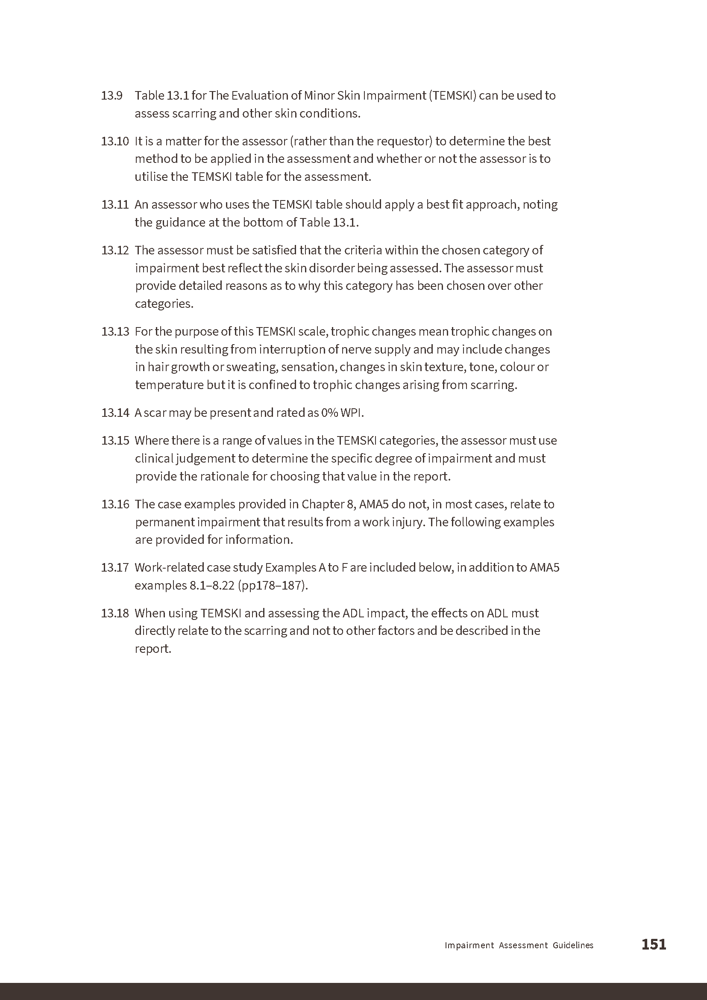 13.9 Table 13.1 for The Evaluation of Minor Skin Impairment (TEMSKI) can be used to
assess scarring and other skin conditions.
13.10 It is a matter for the assessor (rather than the requestor) to determine the best
method to be applied in the assessment and whether or not the assessor is to
utilise the TEMSKI table for the assessment.
13.11 An assessor who uses the TEMSKI table should apply a best fit approach, noting
the guidance at the bottom of Table 13.1.
13.12 The assessor must be satisfied that the criteria within the chosen category of
impairment best reflect the skin disorder being assessed. The assessor must
provide detailed reasons as to why this category has been chosen over other
categories.
13.13 For the purpose of this TEMSKI scale, trophic changes mean trophic changes on
the skin resulting from interruption of nerve supply and may include changes
in hair growth or sweating, sensation, changes in skin texture, tone, colour or
temperature but it is confined to trophic changes arising from scarring.
13.14 A scar may be present and rated as 0% WPI.
13.15 Where there is a range of values in the TEMSKI categories, the assessor must use
clinical judgement to determine the specific degree of impairment and must
provide the rationale for choosing that value in the report.
13.16 The case examples provided in Chapter 8, AMA5 do not, in most cases, relate to
permanent impairment that results from a work injury. The following examples
are provided for information.
13.17 Work-related case study Examples A to F are included below, in addition to AMA5
examples 8.1–8.22 (pp178–187).
13.18 When using TEMSKI and assessing the ADL impact, the effects on ADL must
directly relate to the scarring and not to other factors and be described in the
report.
Impairment Assessment Guidelines 151